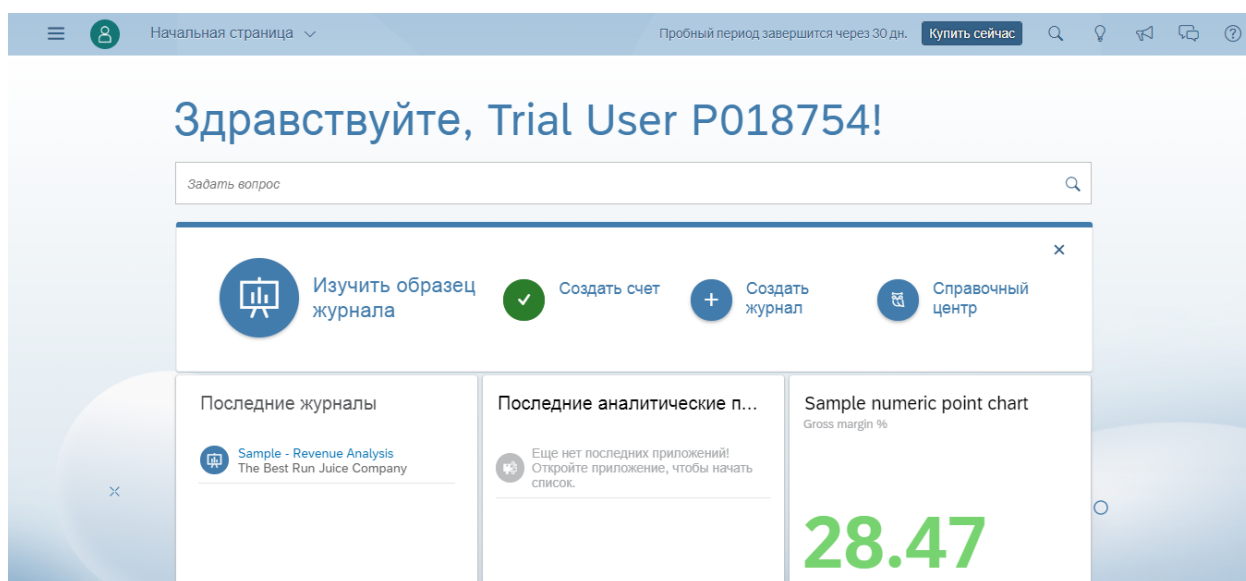 Начальная страница
Пробный период завершится через 30 дн.
Купить сейчас
Здравствуйте, Trial User P018754!
Задать вопрос
Изучить образец
журнала
Создать счет
Создать
журнал
Справочный
центр
Последние журналы
Sample - Revenue Analysis
The Best Run Juice Company
Последние аналитические п...
Еще нет последних приложений!
Откройте приложение, чтобы начать
список.
Sample numeric point chart
Gross margin %
28.47